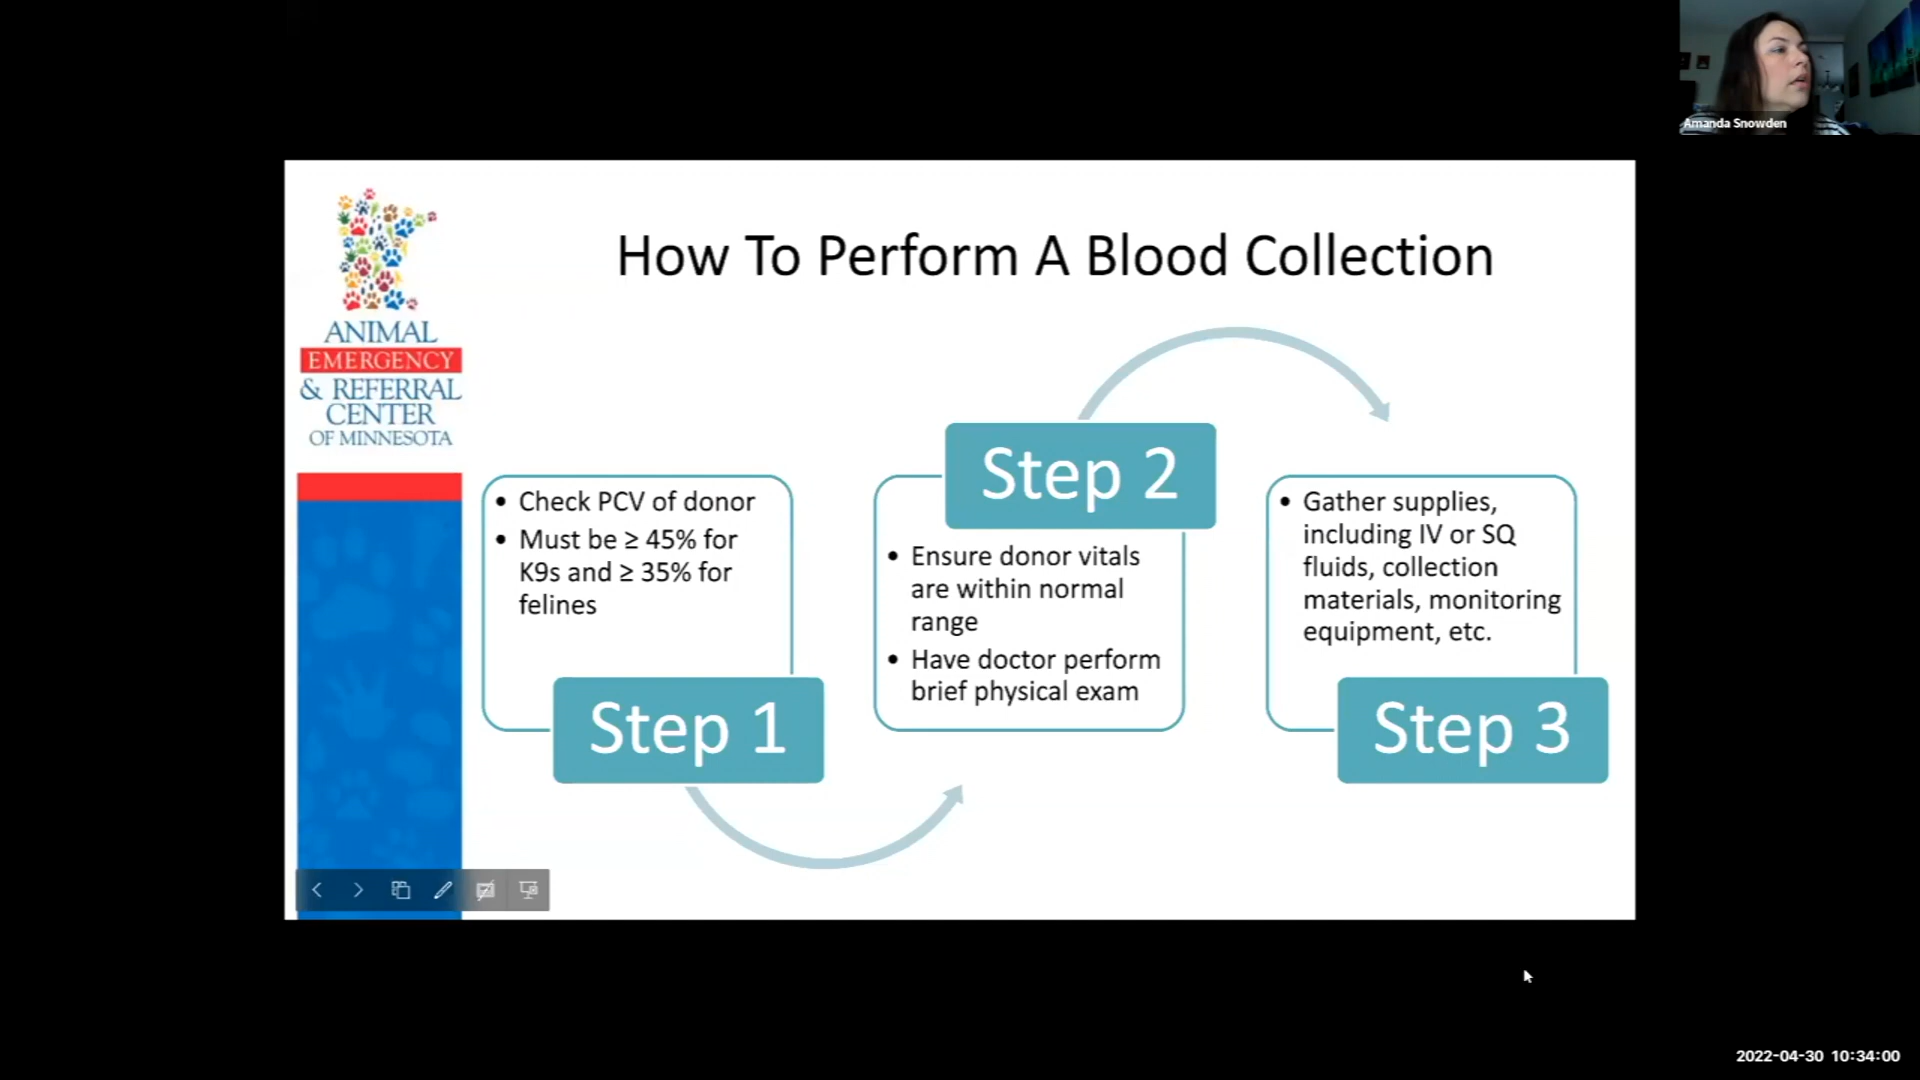 Amanda Snowden
How To Perform A Blood Collection
ANIMAL
EMERGENCY
& REFERRAL
CENTER
OF MINNESOTA
• Check PCV of donor
• Must be ≥ 45% for
K9s and ≥ 35% for
felines
Step 1
Step 2
• Ensure donor vitals
are within normal
range
• Have doctor perform
brief physical exam
• Gather supplies,
including IV or SQ
fluids, collection
materials, monitoring
equipment, etc.
Step 3
2022-04-30 10:34:00